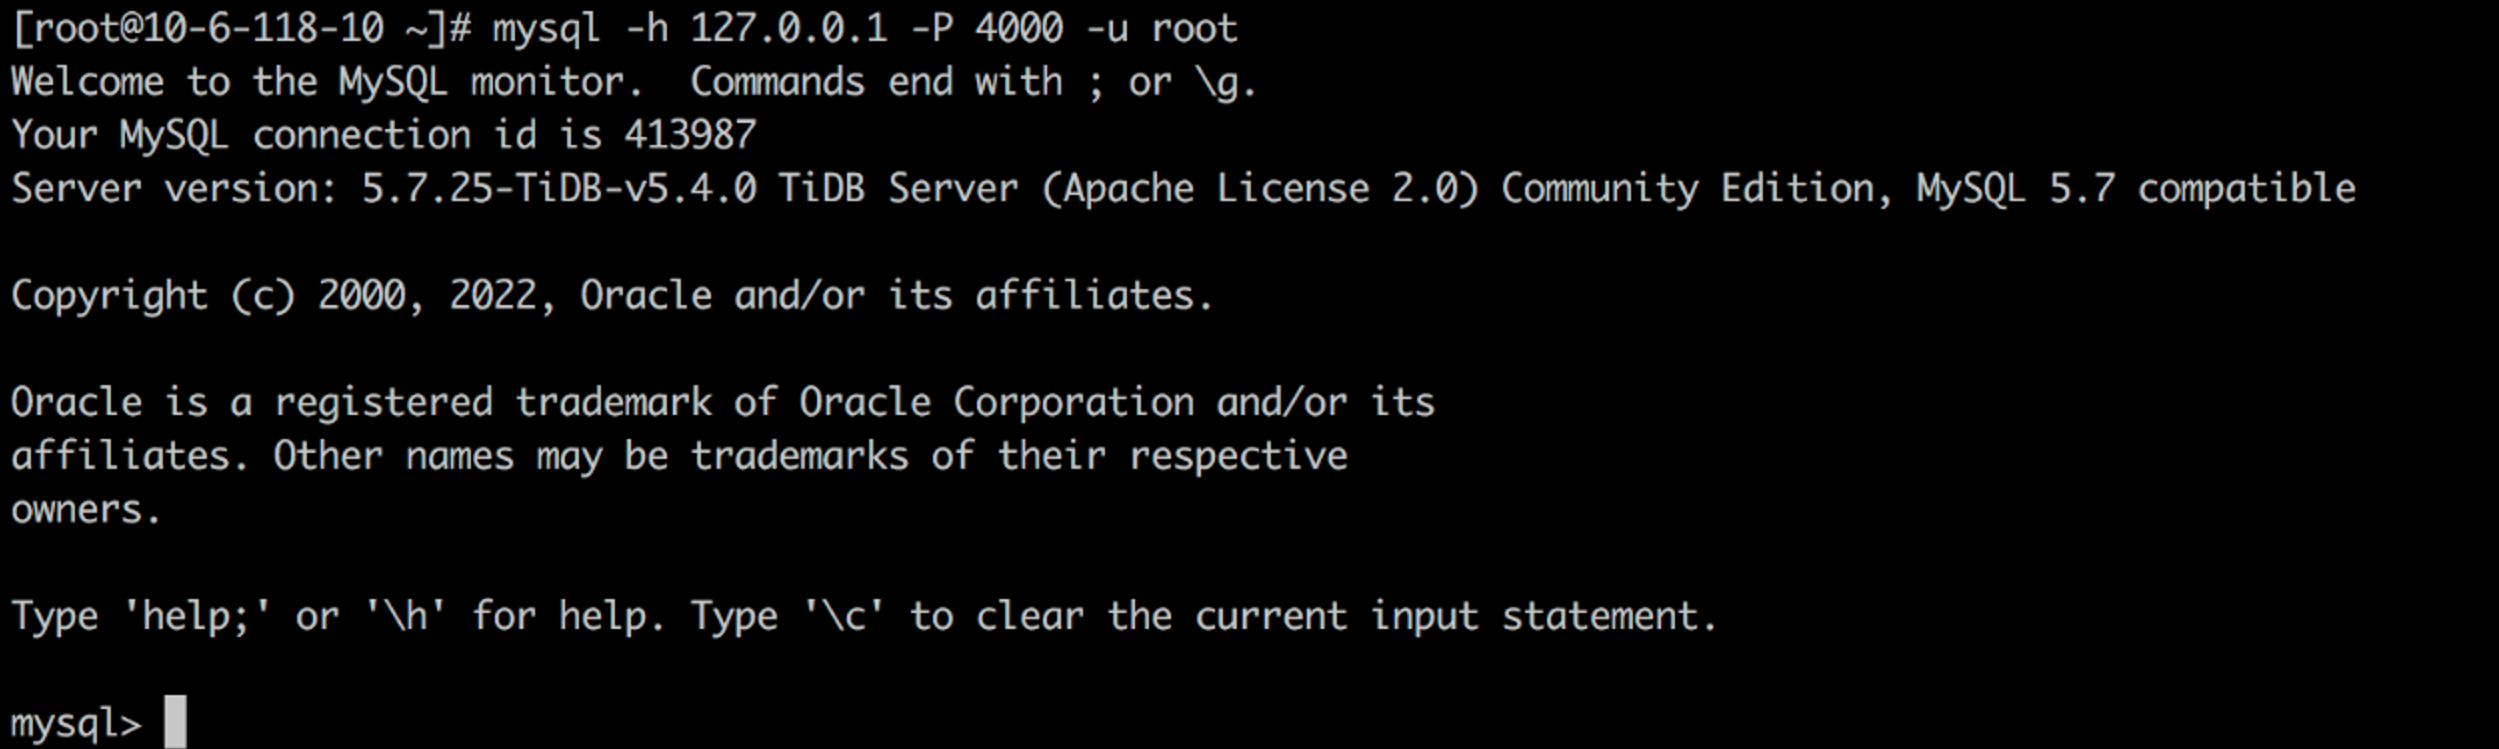 [root@10-6-118-10 ~]# mysql -h 127.0.0.1 -P 4000 -u root
Welcome to the MySQL monitor.  Commands end with ; or \g.
Your MySQL connection id is 413987
Server version: 5.7.25-TiDB-v5.4.0 TiDB Server (Apache License 2.0) Community Edition, MySQL 5.7 compatible
Copyright (c) 2000, 2022, Oracle and/or its affiliates.
Oracle is a registered trademark of Oracle Corporation and/or its
affiliates. Other names may be trademarks of their respective
owners.
Type 'help;' or '\h' for help. Type '\c' to clear the current input statement.
mysql>